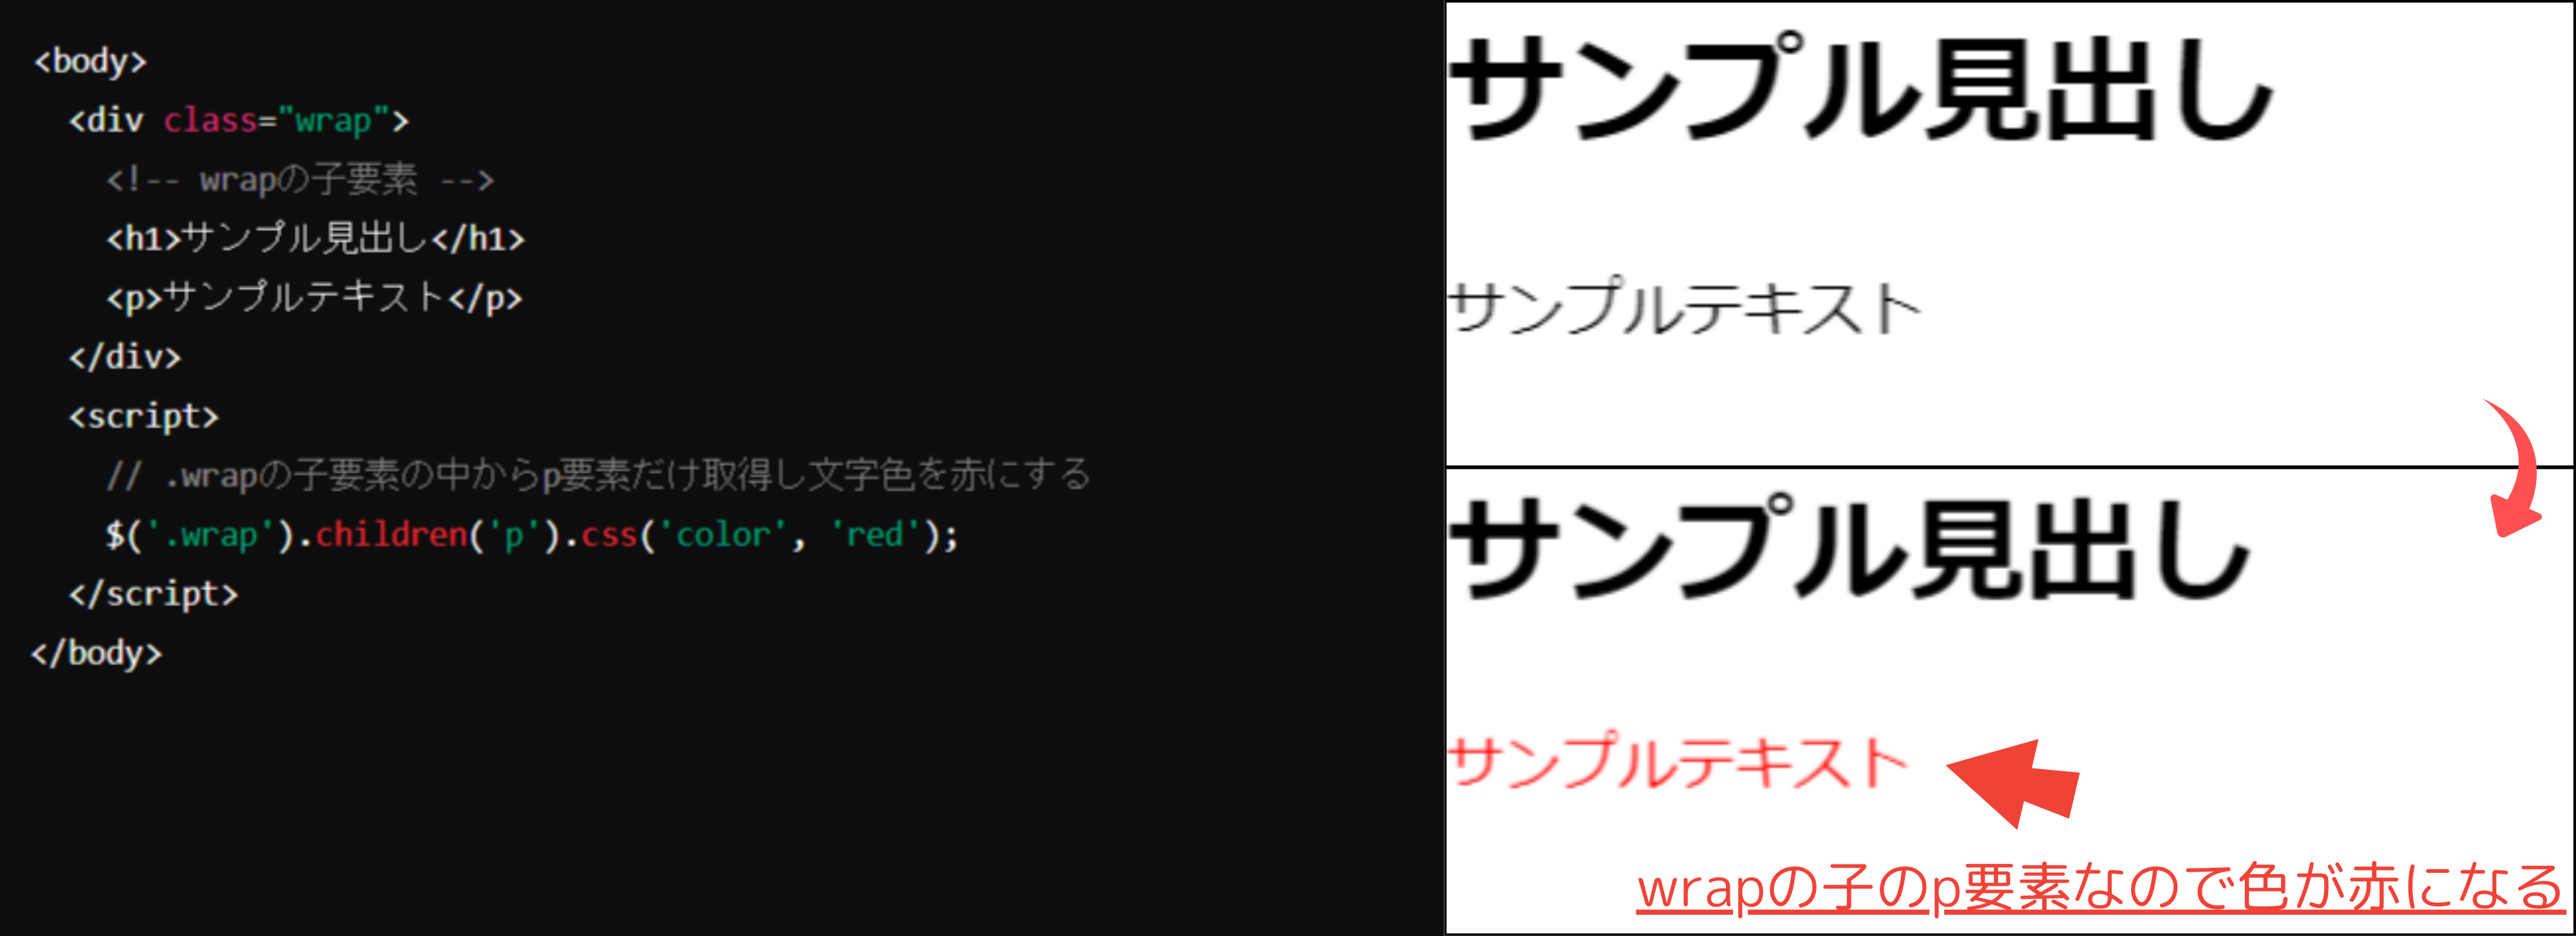 <body>
<div class="wrap">
<!-- wrapの子要素 -->
<h1>サンプル見出し</h1>
<p>サンプルテキスト</p>
</div>
<script>
// .wrapの子要素の中からp要素だけ取得し文字色を赤にする
$('.wrap').children('p').css('color', 'red');
</script>
</body>
サンプル見出し
サンプルテキスト
サンプル見出し
サンプルテキスト
wrapの子のp要素なので色が赤になる